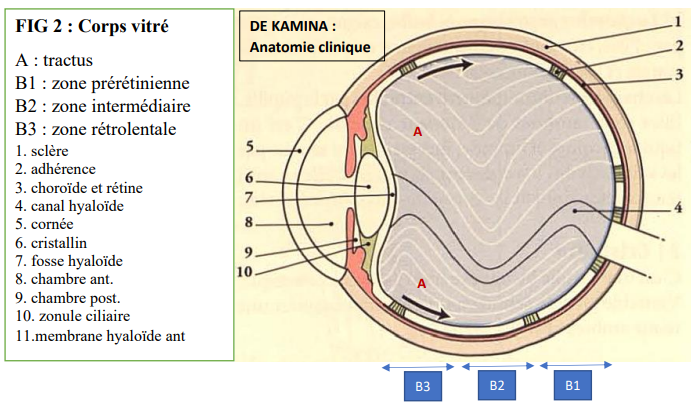 FIG 2 : Corps vitré
A : tractus
B1 : zone prérétinienne
B2 : zone intermédiaire
B3 : zone rétrolentale
1. sclère
2. adhérence
3. choroïde et rétine
4. canal hyaloïde
5. cornée
6. cristallin
7. fosse hyaloïde
8. chambre ant.
9. chambre post.
10. zonule ciliaire
11.membrane hyaloïde ant
DE KAMINA :
Anatomie clinique
1
2
3
A
5
6
7
4
8
9
10
A
B3
B2
B1